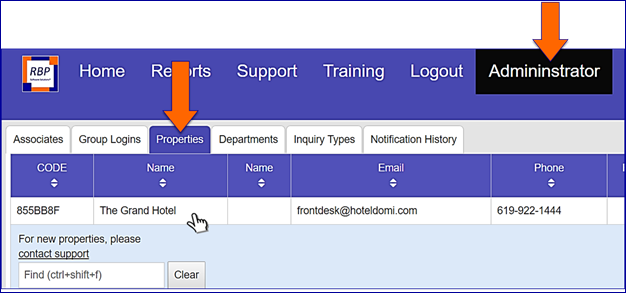 RBP
Home Reports Support Training Logout Admininstrator
Associates Group Logins Properties Departments Inquiry Types Notification History
CODE Name Name Email Phone
855BB8F The Grand Hotel frontdesk@hoteldomi.com 619-922-1444
For new properties, please
contact support
Find (ctrl+shift+f) Clear